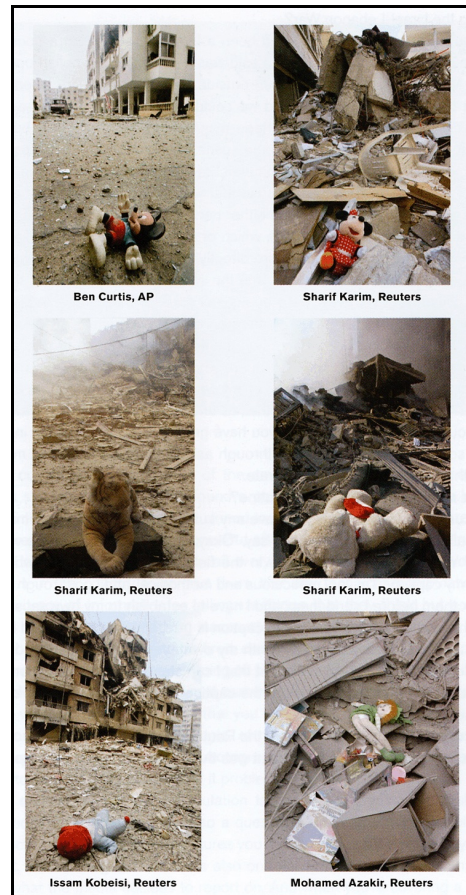 Ben Curtis, AP
Sharif Karim, Reuters
Sharif Karim, Reuters
Sharif Karim, Reuters
Issam Kobeisi, Reuters
Mohamed Azakir, Reuters